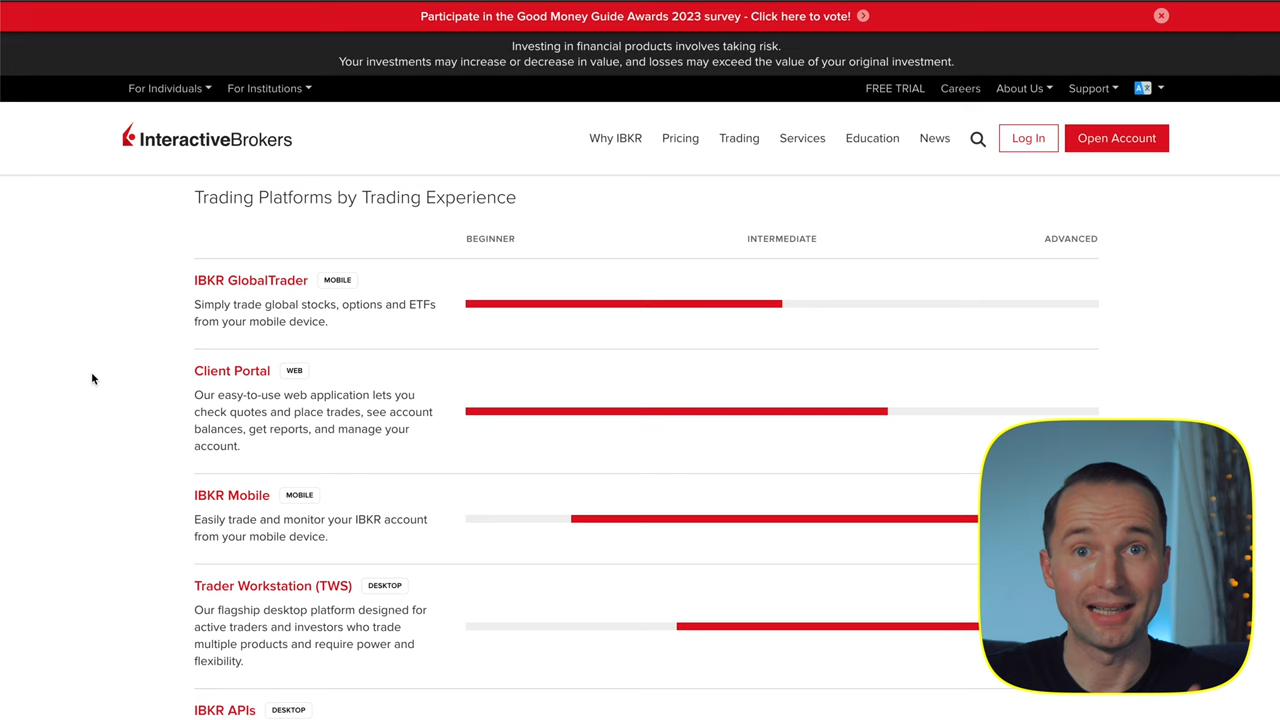 Participate in the Good Money Guide Awards 2023 survey - Click here to vote!
Investing in financial products involves taking risk.
Your investments may increase or decrease in value, and losses may exceed the value of your original investment.
For Individuals For Institutions FREE TRIAL Careers About Us Support
InteractiveBrokers Why IBKR Pricing Trading Services Education News Log In Open Account
Trading Platforms by Trading Experience
BEGINNER INTERMEDIATE ADVANCED
IBKR GlobalTrader MOBILE
Simply trade global stocks, options and ETFs
from your mobile device.
Client Portal WEB
Our easy-to-use web application lets you
check quotes and place trades, see account
balances, get reports, and manage your
account.
IBKR Mobile MOBILE
Easily trade and monitor your IBKR account
from your mobile device.
Trader Workstation (TWS) DESKTOP
Our flagship desktop platform designed for
active traders and investors who trade
multiple products and require power and
flexibility.
IBKR APIs DESKTOP